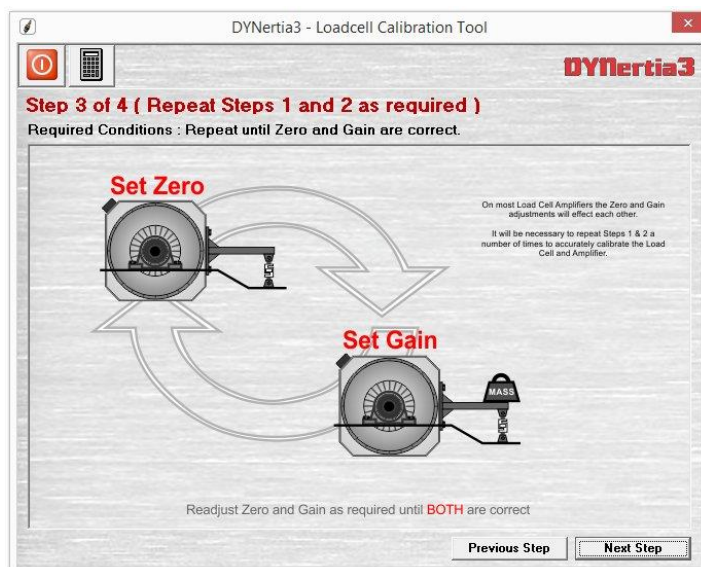 DYNertia3 - Loadcell Calibration Tool
DYNertia3
Step 3 of 4 ( Repeat Steps 1 and 2 as required )
Required Conditions : Repeat until Zero and Gain are correct.
Set Zero
On most Load Cell Amplifiers the Zero and Gain
adjustments will effect each other.
It will be necessary to repeat Steps 1 & 2 a
number of times to accurately calibrate the Load
Cell and Amplifier.
Set Gain
MASS
Readjust Zero and Gain as required until BOTH are correct
Previous Step
Next Step